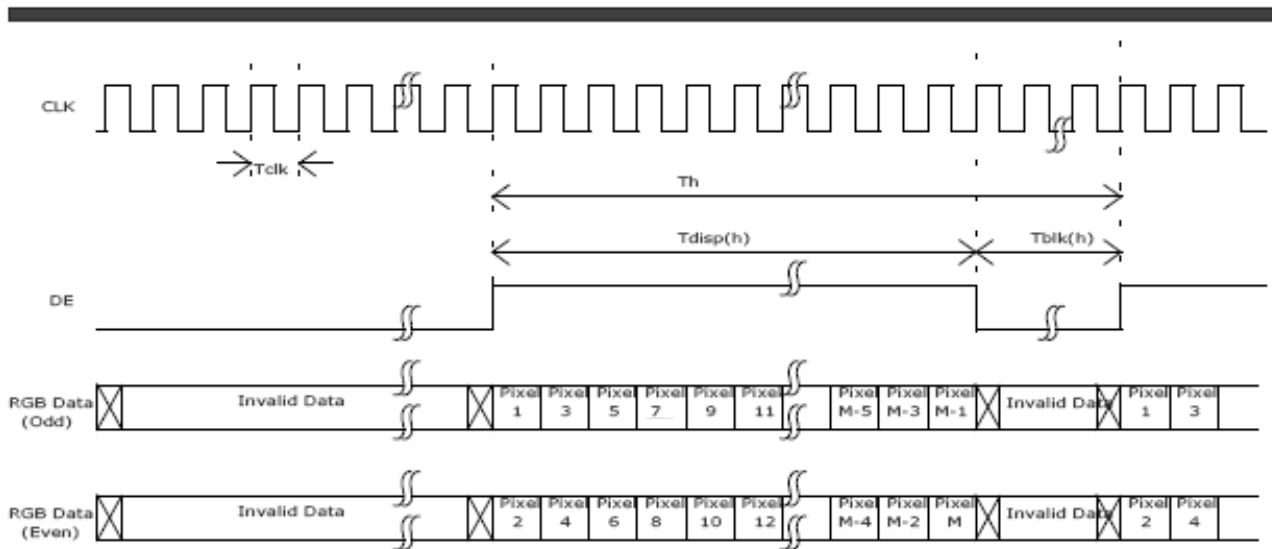 CLK
Tclk
Th
Tdisp(h)
Tblk(h)
DE
RGB Data
(Odd)
Invalid Data
Pixel
1
Pixel
3
Pixel
5
Pixel
7
Pixel
9
Pixel
11
Pixel
M-5
Pixel
M-3
Pixel
M-1
Invalid Data
Pixel
1
Pixel
3
RGB Data
(Even)
Invalid Data
Pixel
2
Pixel
4
Pixel
6
Pixel
8
Pixel
10
Pixel
12
Pixel
M-4
Pixel
M-2
Pixel
M
Invalid Data
Pixel
2
Pixel
4